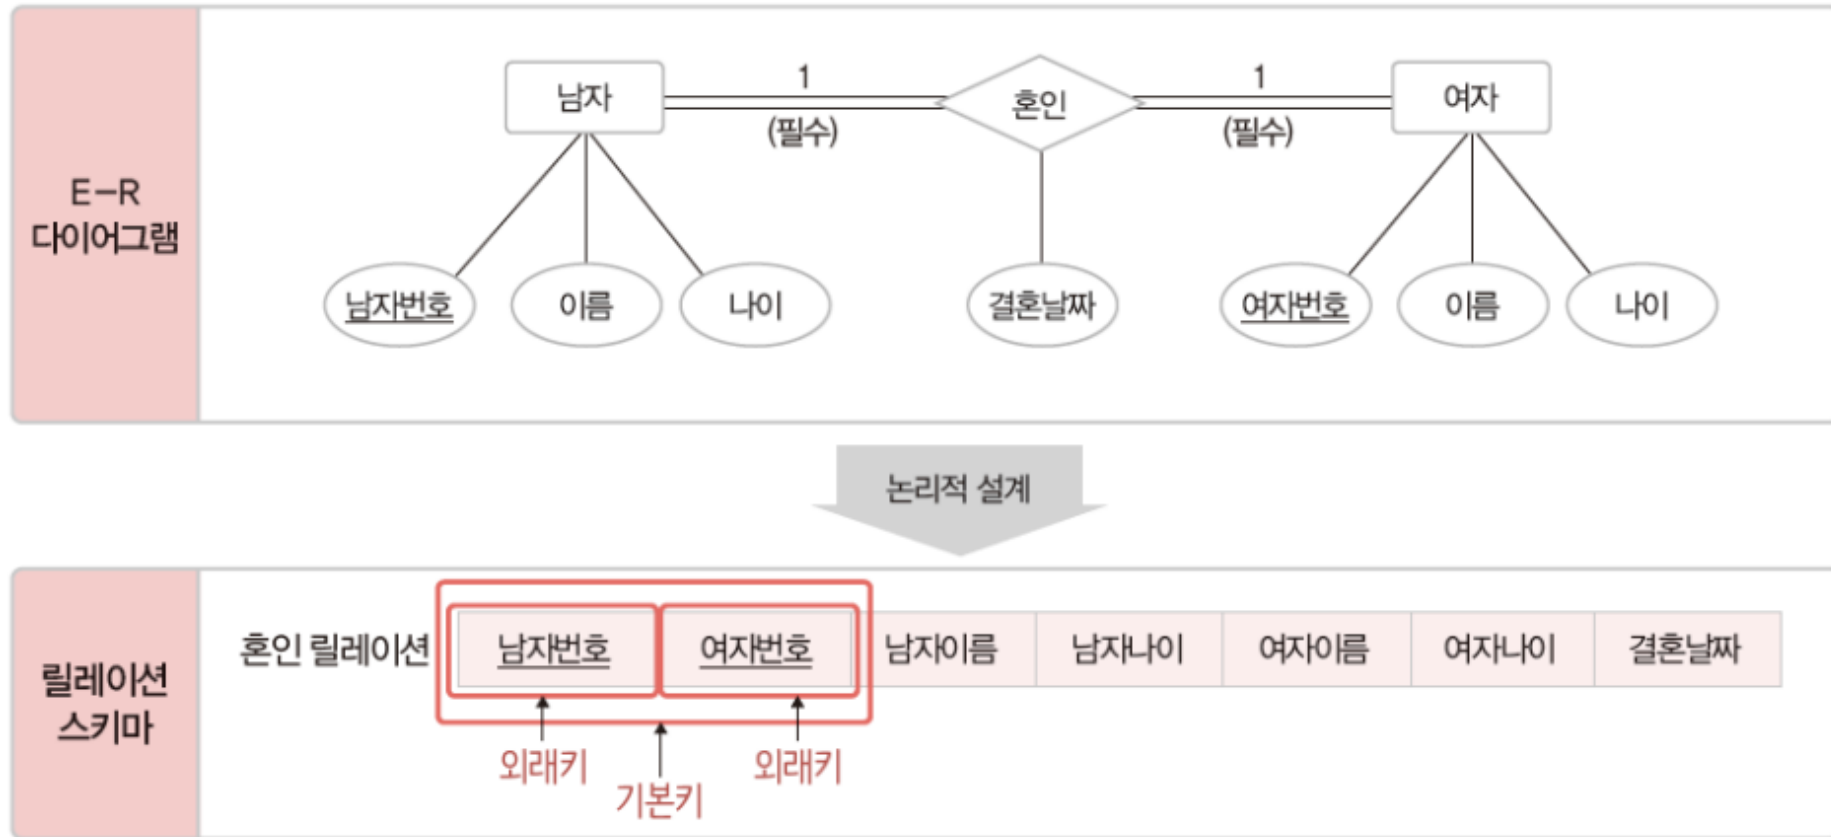 E-R
다이어그램
남자
1
(필수)
혼인
1
(필수)
여자
남자번호
이름
나이
결혼날짜
여자번호
이름
나이
논리적 설계
릴레이션
스키마
혼인 릴레이션
남자번호
여자번호
남자이름
남자나이
여자이름
여자나이
결혼날짜
외래키
기본키
외래키